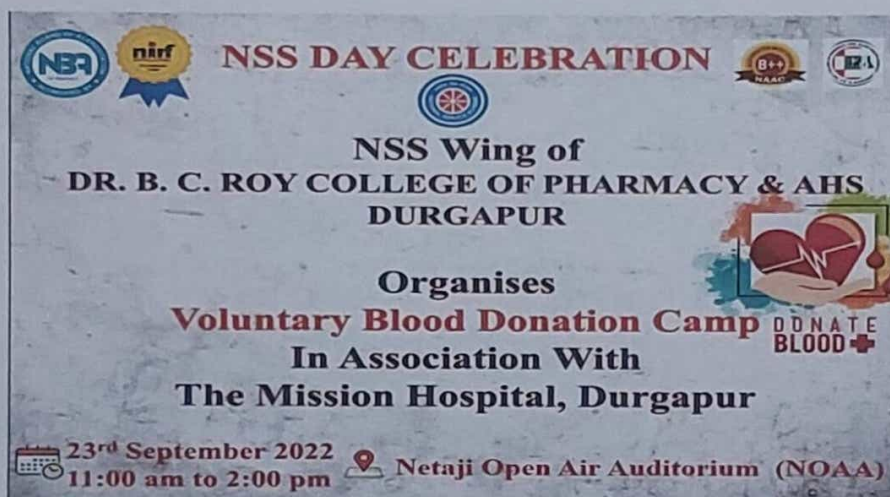 NBA
nirf
NSS DAY CELEBRATION
B++
NAAC
NSS Wing of
DR. B. C. ROY COLLEGE OF PHARMACY & AHS
DURGAPUR
Organises
Voluntary Blood Donation Camp
DONATE
BLOOD
In Association With
The Mission Hospital, Durgapur
23rd September 2022
11:00 am to 2:00 pm
Netaji Open Air Auditorium (NOAA)